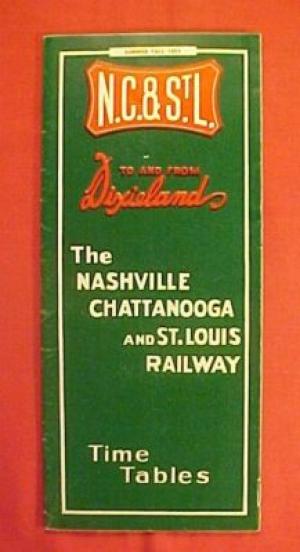 N.C.&ST.L.
TO AND FROM
Dixieland
The
NASHVILLE
CHATTANOOGA
AND ST. LOUIS
RAILWAY
Time
Tables